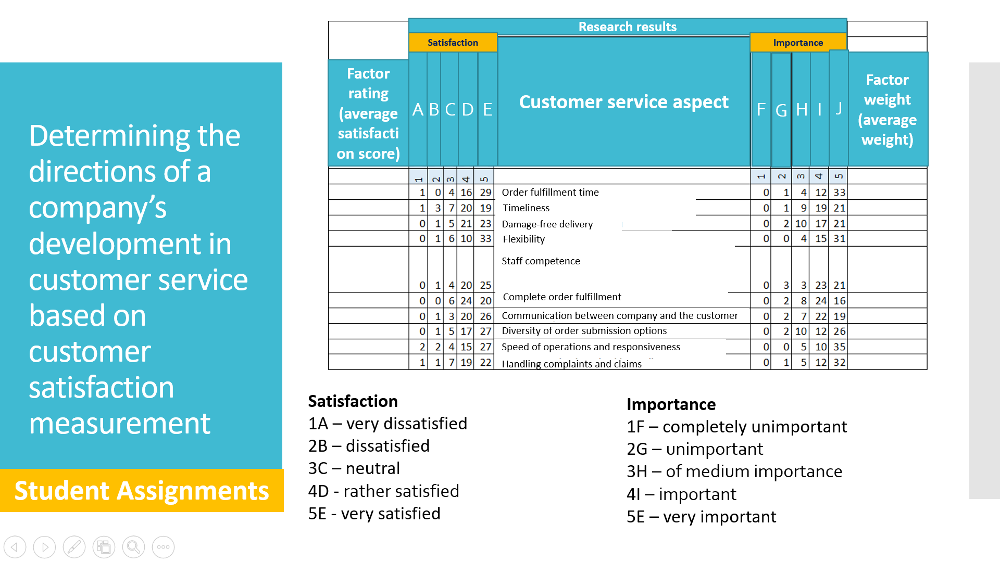 Determining the
directions of a
company's
development in
customer service
based on
customer
satisfaction
measurement
Student Assignments
Research results
Satisfaction
Importance
Factor
rating
(average
satisfacti
on score)
A B C D E
Customer service aspect
F G H I J
Factor
weight
(average
weight)
1 2 3 4 5 1 2 3 4 5
1 0 4 16 29 Order fulfillment time 0 1 4 12 33
1 3 7 20 19 Timeliness 0 1 9 19 21
0 1 5 21 23 Damage-free delivery 0 2 10 17 21
0 1 6 10 33 Flexibility 0 0 4 15 31
0 1 4 20 25 Staff competence 0 3 3 23 21
0 0 6 24 20 Complete order fulfillment 0 2 8 24 16
0 1 3 20 26 Communication between company and the customer 0 2 7 22 19
0 1 5 17 27 Diversity of order submission options 0 2 10 12 26
2 2 4 15 27 Speed of operations and responsiveness 0 0 5 10 35
1 1 7 19 22 Handling complaints and claims 0 1 5 12 32
Satisfaction
1A – very dissatisfied
2B – dissatisfied
3C – neutral
4D - rather satisfied
5E - very satisfied
Importance
1F – completely unimportant
2G – unimportant
3H – of medium importance
4I – important
5E – very important